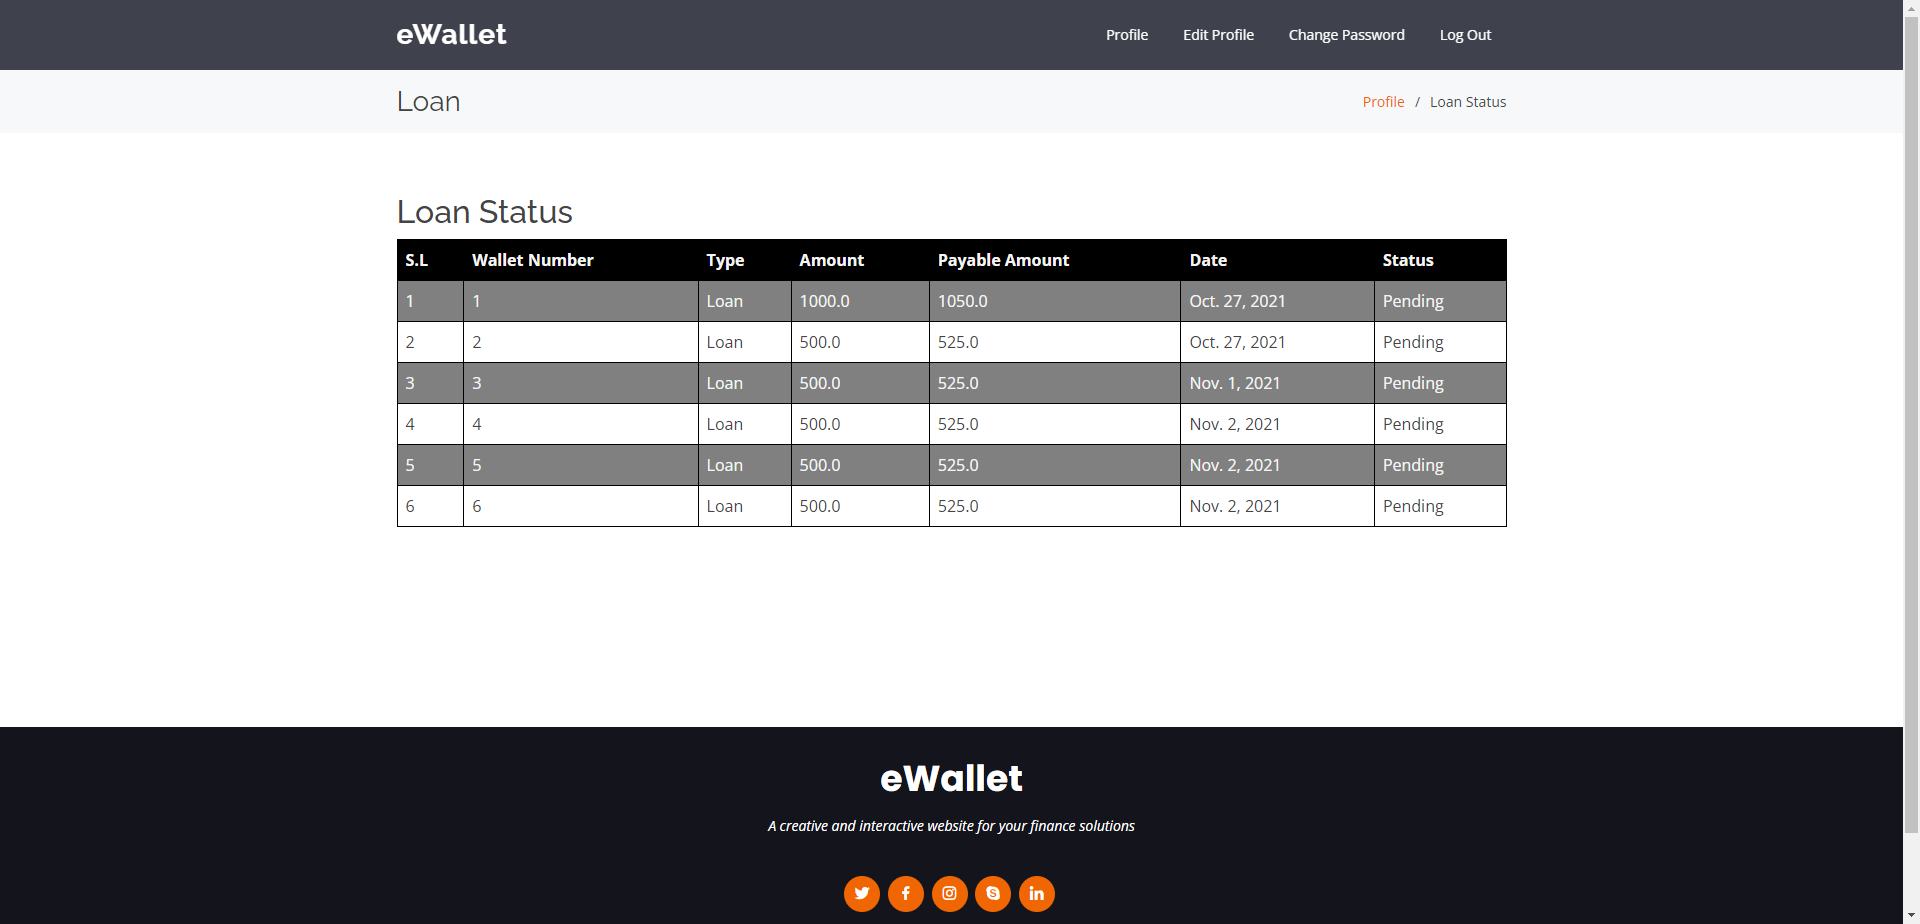 eWallet
Profile Edit Profile Change Password Log Out
Loan
Profile / Loan Status
Loan Status
S.L Wallet Number Type Amount Payable Amount Date Status
1 1 Loan 1000.0 1050.0 Oct. 27, 2021 Pending
2 2 Loan 500.0 525.0 Oct. 27, 2021 Pending
3 3 Loan 500.0 525.0 Nov. 1, 2021 Pending
4 4 Loan 500.0 525.0 Nov. 2, 2021 Pending
5 5 Loan 500.0 525.0 Nov. 2, 2021 Pending
6 6 Loan 500.0 525.0 Nov. 2, 2021 Pending
eWallet
A creative and interactive website for your finance solutions